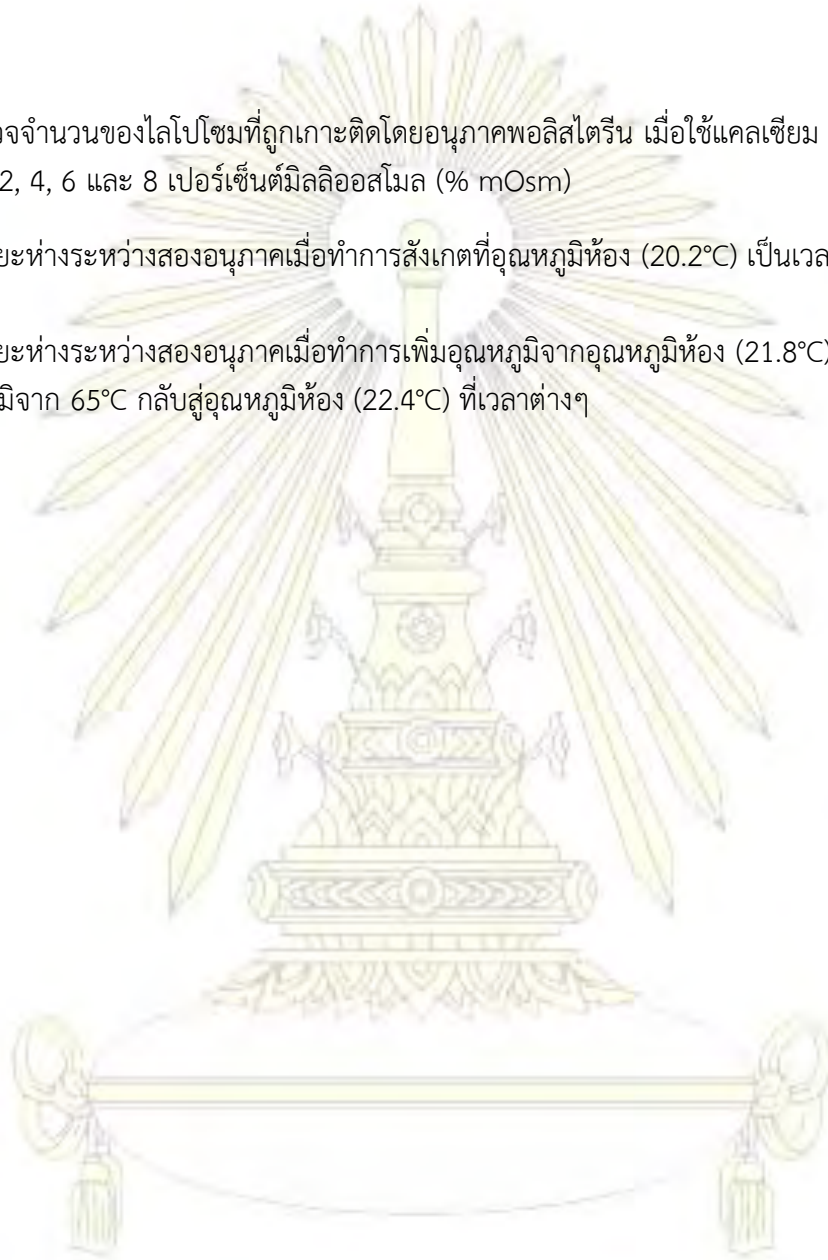 วจจำนวนของไลโปโซมที่ถูกเกาะติดโดยอนุภาคพอลิสไตรีน เมื่อใช้แคลเซียม
2, 4, 6 และ 8 เปอร์เซ็นต์มิลลิออสโมล (% mOsm)
ยะห่างระหว่างสองอนุภาคเมื่อทำการสังเกตที่อุณหภูมิห้อง (20.2°C) เป็นเวล
ยะห่างระหว่างสองอนุภาคเมื่อทำการเพิ่มอุณหภูมิจากอุณหภูมิห้อง (21.8°C)
มิจาก 65°C กลับสู่อุณหภูมิห้อง (22.4°C) ที่เวลาต่างๆ